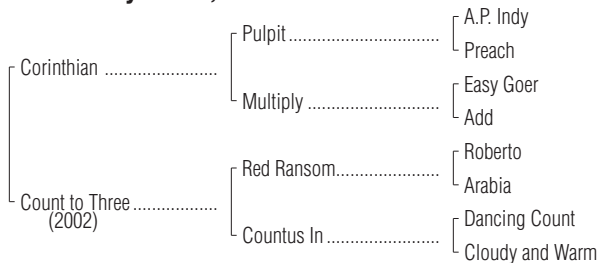 A.P. Indy
Pulpit
Preach
Corinthian
Easy Goer
Multiply
Add
Roberto
Red Ransom
Arabia
Count to Three
(2002)
Dancing Count
Countus In
Cloudy and Warm